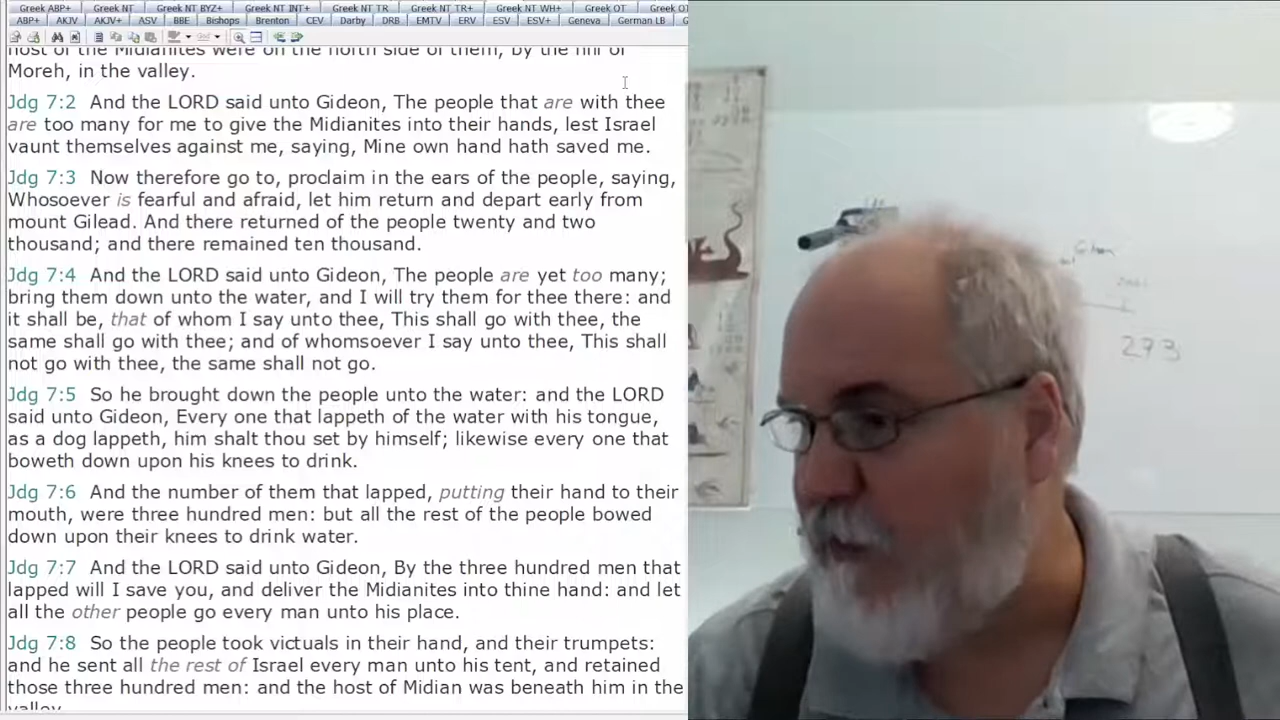 Greek ABP+ Greek NT Greek NT BYZ+ Greek NT INT+ Greek NT TR Greek NT TR+ Greek NT WH+ Greek OT Greek O
ABP+ AKJV AKJV+ ASV BBE Bishops Brenton CEV Darby DRB EMTV ERV ESV ESV+ Geneva German LB G
host of the Midianites were on the north side of them, by the hill of
Moreh, in the valley.
Jdg 7:2 And the LORD said unto Gideon, The people that are with thee
are too many for me to give the Midianites into their hands, lest Israel
vaunt themselves against me, saying, Mine own hand hath saved me.
Jdg 7:3 Now therefore go to, proclaim in the ears of the people, saying,
Whosoever is fearful and afraid, let him return and depart early from
mount Gilead. And there returned of the people twenty and two
thousand; and there remained ten thousand.
Jdg 7:4 And the LORD said unto Gideon, The people are yet too many;
bring them down unto the water, and I will try them for thee there: and
it shall be, that of whom I say unto thee, This shall go with thee, the
same shall go with thee; and of whomsoever I say unto thee, This shall
not go with thee, the same shall not go.
Jdg 7:5 So he brought down the people unto the water: and the LORD
said unto Gideon, Every one that lappeth of the water with his tongue,
as a dog lappeth, him shalt thou set by himself; likewise every one that
boweth down upon his knees to drink.
Jdg 7:6 And the number of them that lapped, putting their hand to their
mouth, were three hundred men: but all the rest of the people bowed
down upon their knees to drink water.
Jdg 7:7 And the LORD said unto Gideon, By the three hundred men that
lapped will I save you, and deliver the Midianites into thine hand: and let
all the other people go every man unto his place.
Jdg 7:8 So the people took victuals in their hand, and their trumpets:
and he sent all the rest of Israel every man unto his tent, and retained
those three hundred men: and the host of Midian was beneath him in the
valley
Gideon
273